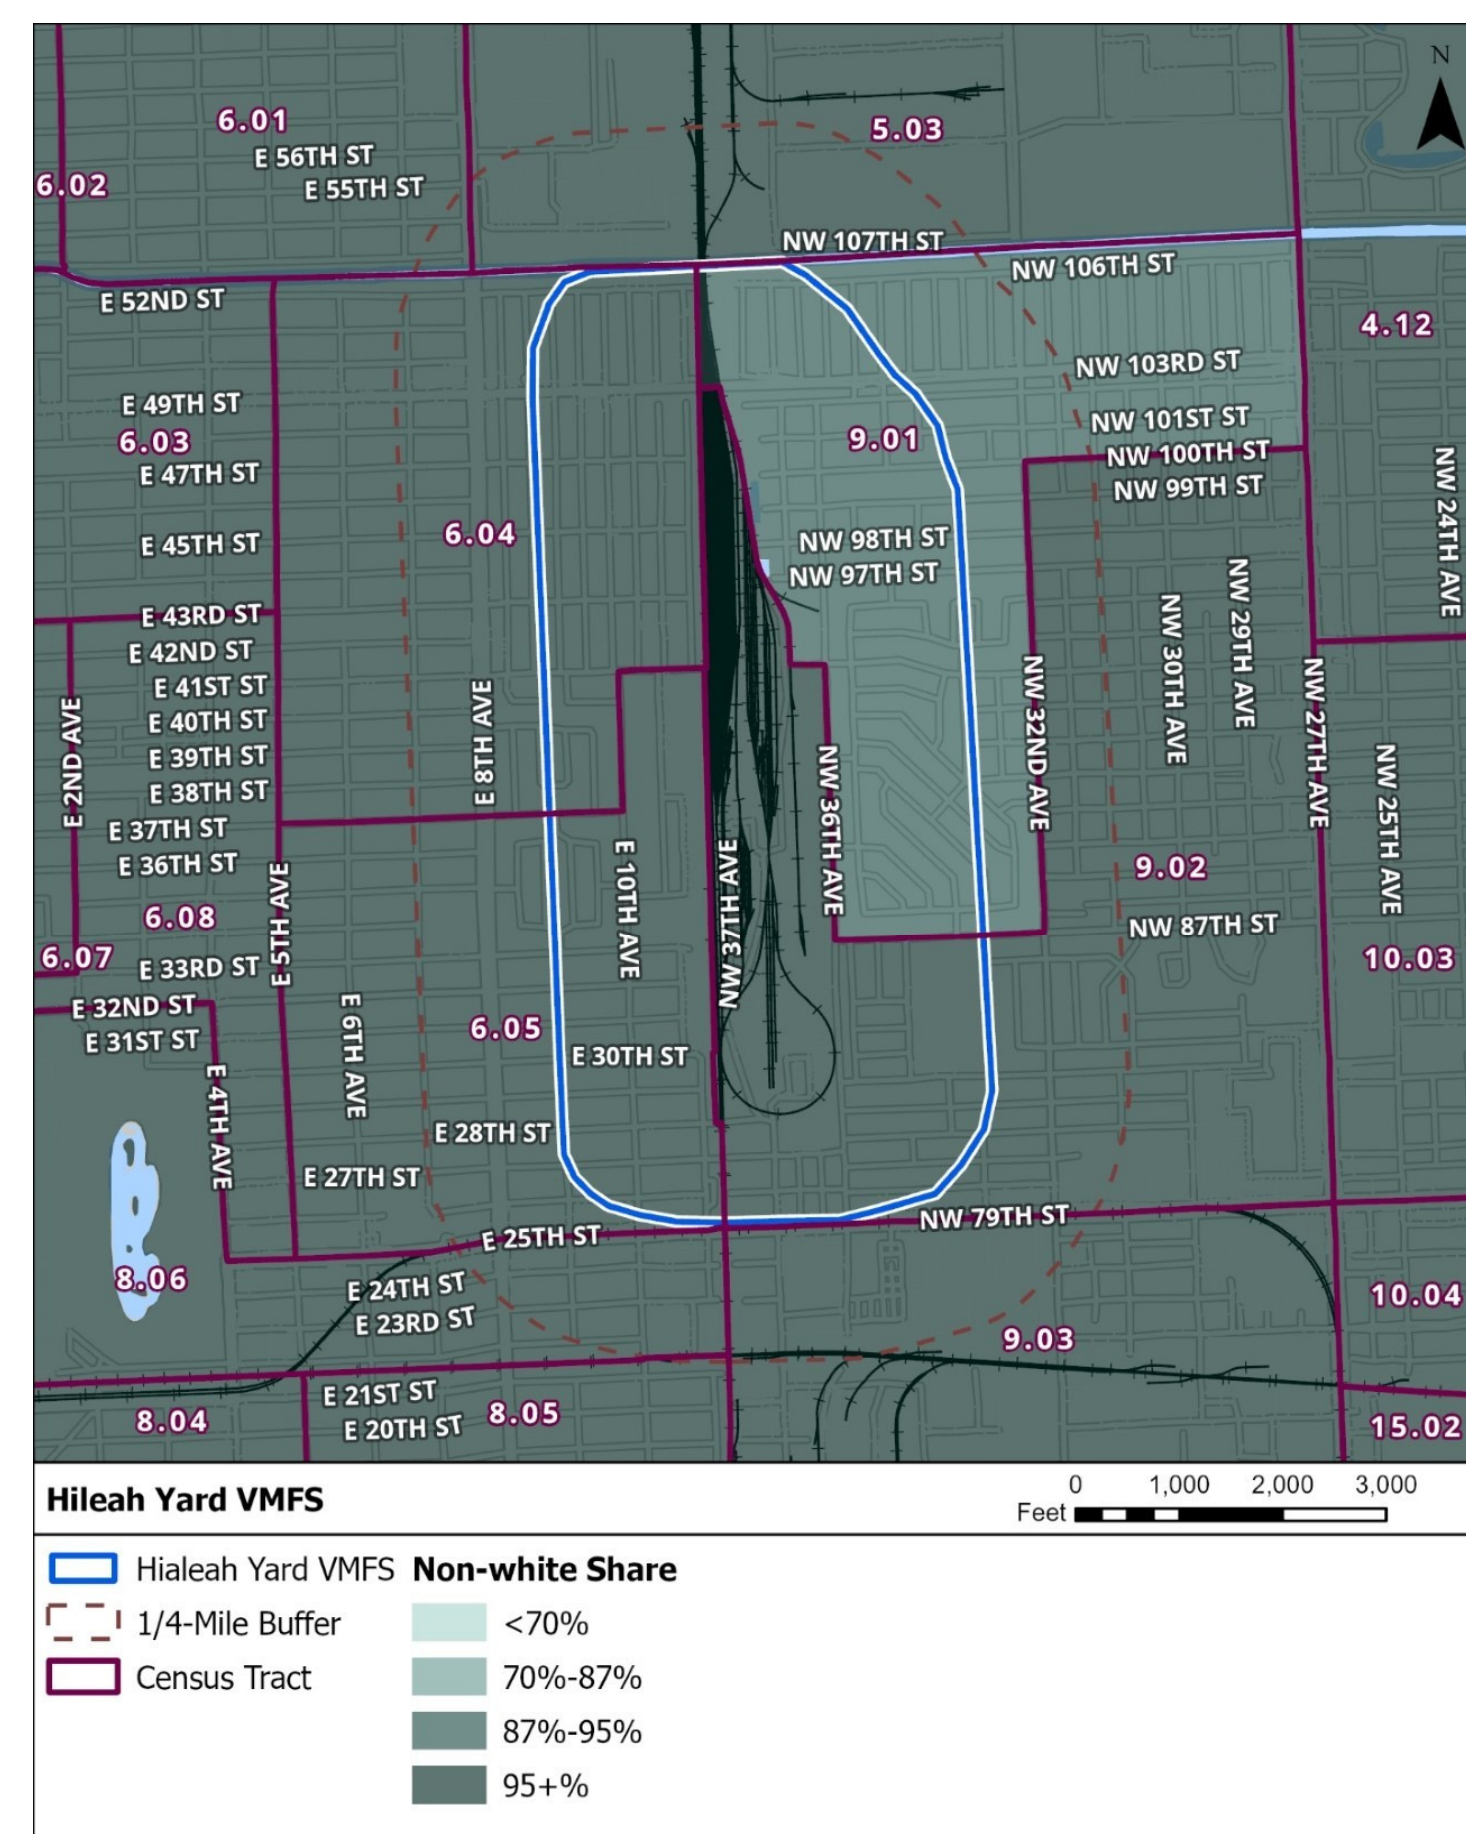 N
6.01
5.03
E 56TH ST
6.02
E 55TH ST
NW 107TH ST
NW 106TH ST
E 52ND ST
4.12
NW 103RD ST
E 49TH ST
NW 101ST ST
6.03
9.01
NW 100TH ST
E 47TH ST
NW 99TH ST
NW 24TH AVE
6.04
E 45TH ST
NW 98TH ST
NW 97TH ST
E 43RD ST
NW 30TH AVE
NW 29TH AVE
E 42ND ST
E 41ST ST
E 40TH ST
E 2ND AVE
E 8TH AVE
NW 32ND AVE
NW 27TH AVE
E 39TH ST
E 38TH ST
NW 36TH AVE
NW 25TH AVE
E 37TH ST
E 36TH ST
9.02
6.08
E 5TH AVE
E 10TH AVE
NW 37TH AVE
NW 87TH ST
6.07
E 33RD ST
10.03
E 32ND ST
6.05
E 31ST ST
E 6TH AVE
E 30TH ST
E 4TH AVE
E 28TH ST
E 27TH ST
NW 79TH ST
E 25TH ST
8.06
E 24TH ST
10.04
E 23RD ST
9.03
E 21ST ST
8.04
E 20TH ST
8.05
15.02
Hileah Yard VMFS
0 1,000 2,000 3,000
Feet
Hialeah Yard VMFS
1/4-Mile Buffer
Census Tract
Non-white Share
<70%
70%-87%
87%-95%
95+%